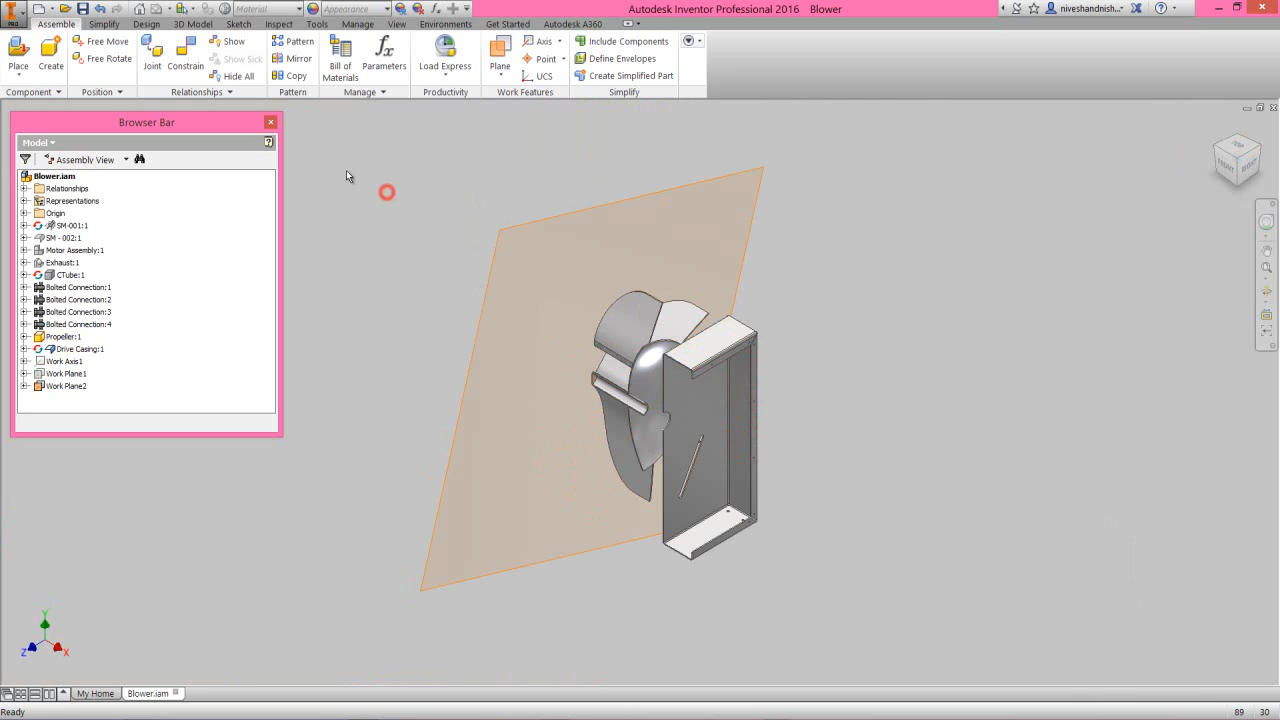 PRO
Material
Appearance
Autodesk Inventor Professional 2016 Blower
niveshandnish...
Assemble Simplify Design 3D Model Sketch Inspect Tools Manage View Environments Get Started Autodesk A360
Place
Create
Free Move
Free Rotate
Joint
Constrain
Show
Show Sick
Hide All
Pattern
Mirror
Copy
Bill of
Materials
Parameters
Load Express
Plane
Axis
Point
UCS
Include Components
Define Envelopes
Create Simplified Part
Component Position Relationships Pattern Manage Productivity Work Features Simplify
Browser Bar
Model
Assembly View
Blower.iam
Relationships
Representations
Origin
SM-001:1
SM - 002:1
Motor Assembly:1
Exhaust:1
CTube:1
Bolted Connection:1
Bolted Connection:2
Bolted Connection:3
Bolted Connection:4
Propeller:1
Drive Casing:1
Work Axis1
Work Plane1
Work Plane2
TOP
FRONT
RIGHT
Y
Z
X
My Home
Blower.iam
Ready
89 30